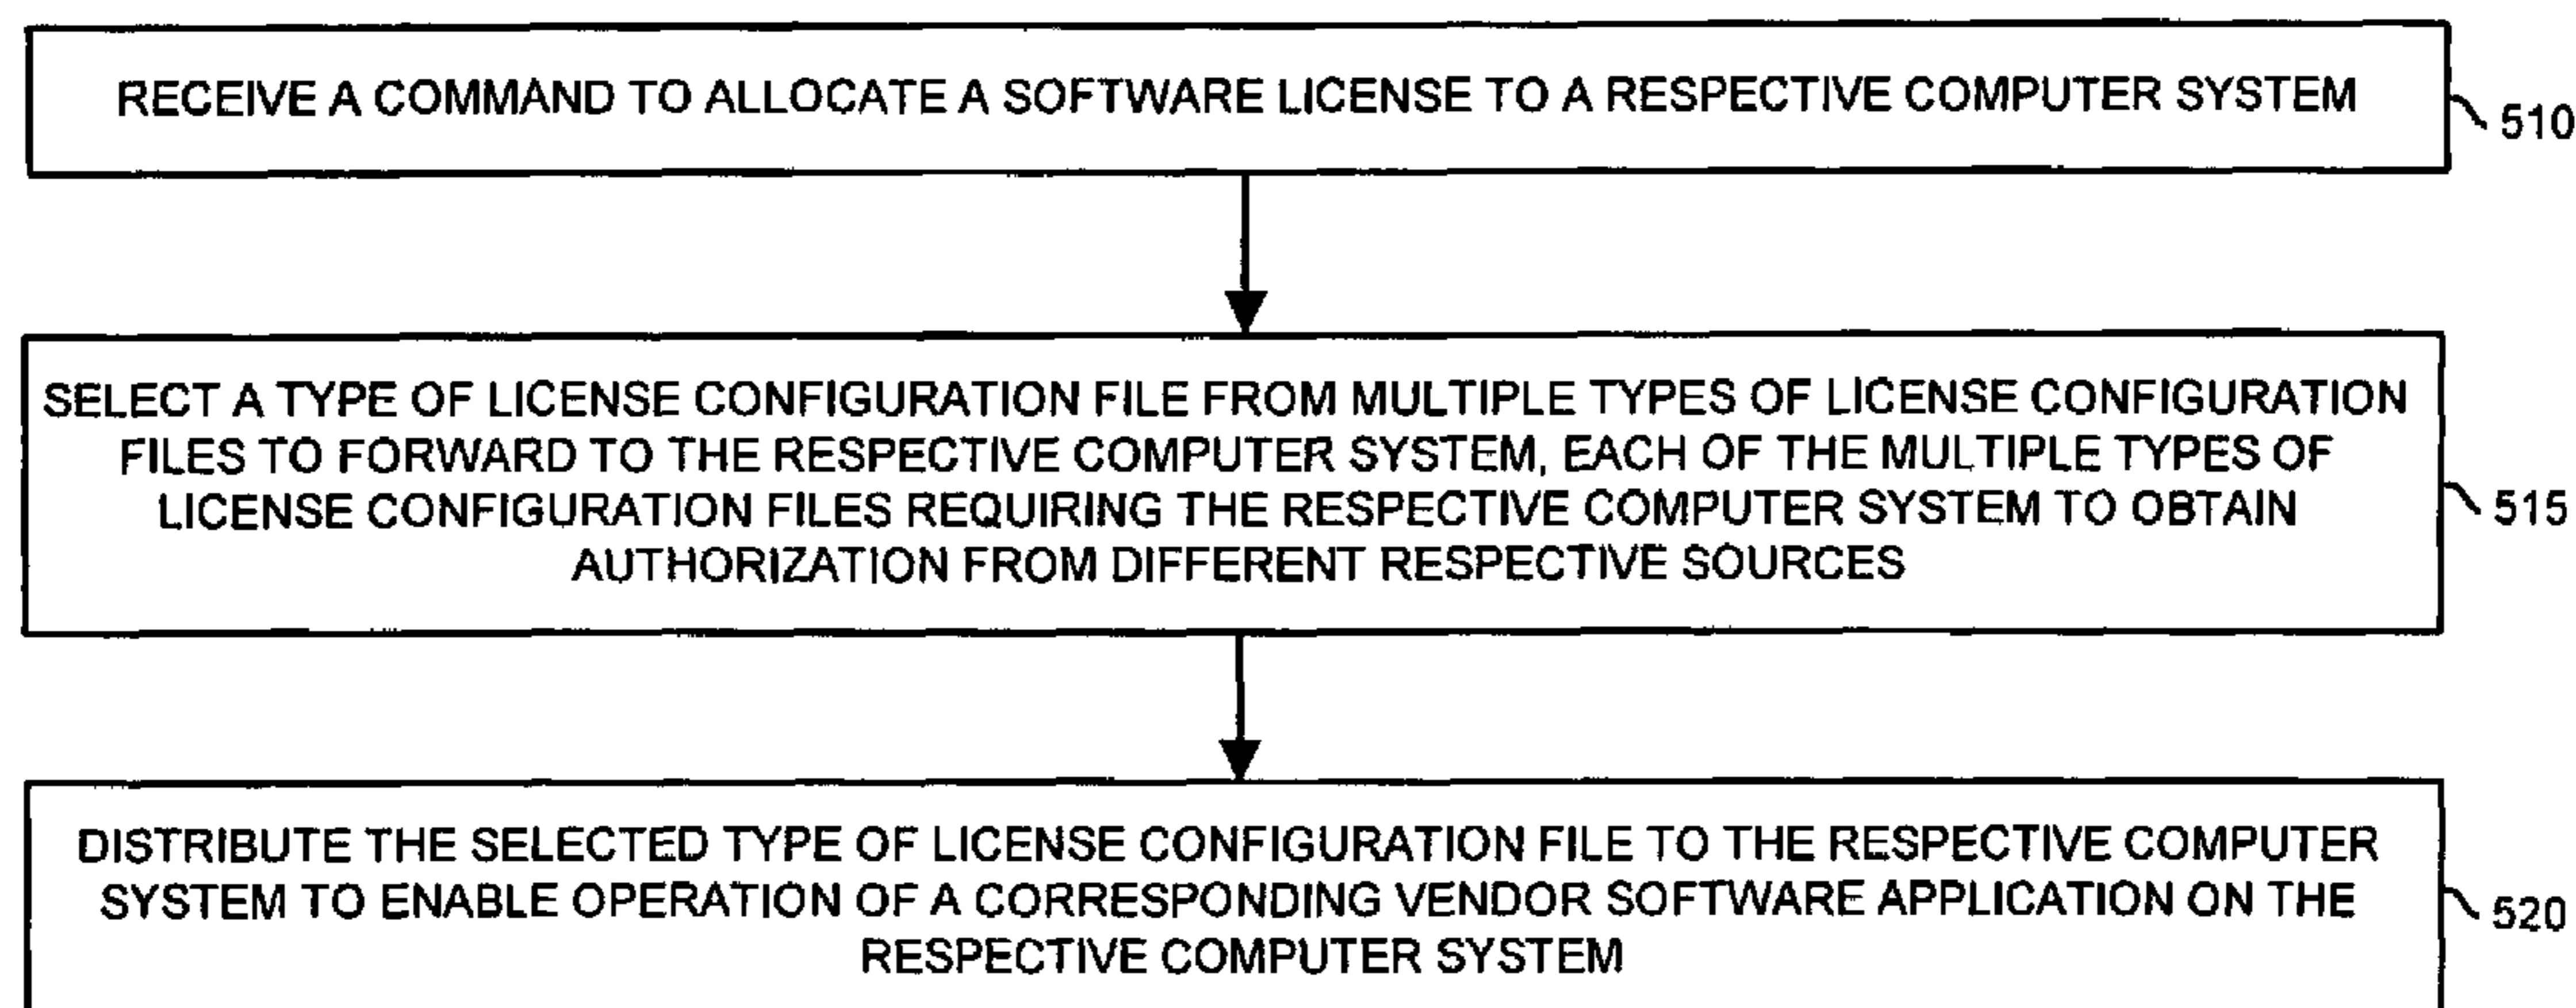 RECEIVE A COMMAND TO ALLOCATE A SOFTWARE LICENSE TO A RESPECTIVE COMPUTER SYSTEM
510
SELECT A TYPE OF LICENSE CONFIGURATION FILE FROM MULTIPLE TYPES OF LICENSE CONFIGURATION
FILES TO FORWARD TO THE RESPECTIVE COMPUTER SYSTEM, EACH OF THE MULTIPLE TYPES OF
LICENSE CONFIGURATION FILES REQUIRING THE RESPECTIVE COMPUTER SYSTEM TO OBTAIN
AUTHORIZATION FROM DIFFERENT RESPECTIVE SOURCES
515
DISTRIBUTE THE SELECTED TYPE OF LICENSE CONFIGURATION FILE TO THE RESPECTIVE COMPUTER
SYSTEM TO ENABLE OPERATION OF A CORRESPONDING VENDOR SOFTWARE APPLICATION ON THE
RESPECTIVE COMPUTER SYSTEM
520